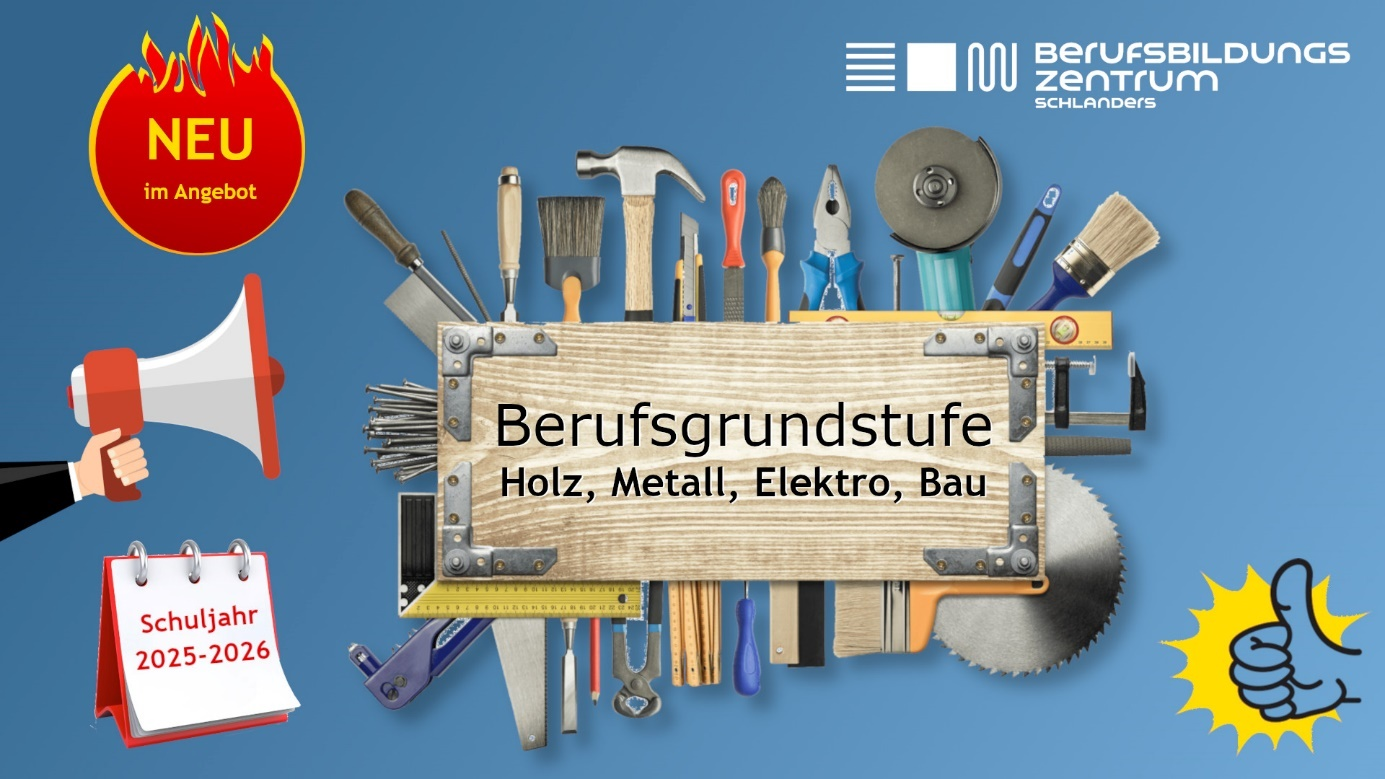 NEU
im Angebot
BERUFSBILDUNGS
ZENTRUM
SCHLANDERS
Berufsgrundstufe
Holz, Metall, Elektro, Bau
Schuljahr
2025-2026